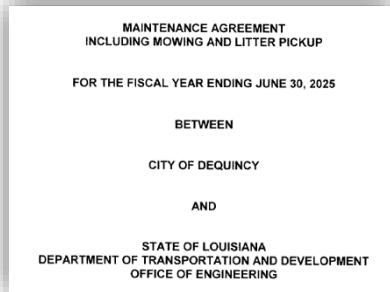 MAINTENANCE AGREEMENT
INCLUDING MOWING AND LITTER PICKUP
FOR THE FISCAL YEAR ENDING JUNE 30, 2025
BETWEEN
CITY OF DEQUINCY
AND
STATE OF LOUISIANA
DEPARTMENT OF TRANSPORTATION AND DEVELOPMENT
OFFICE OF ENGINEERING